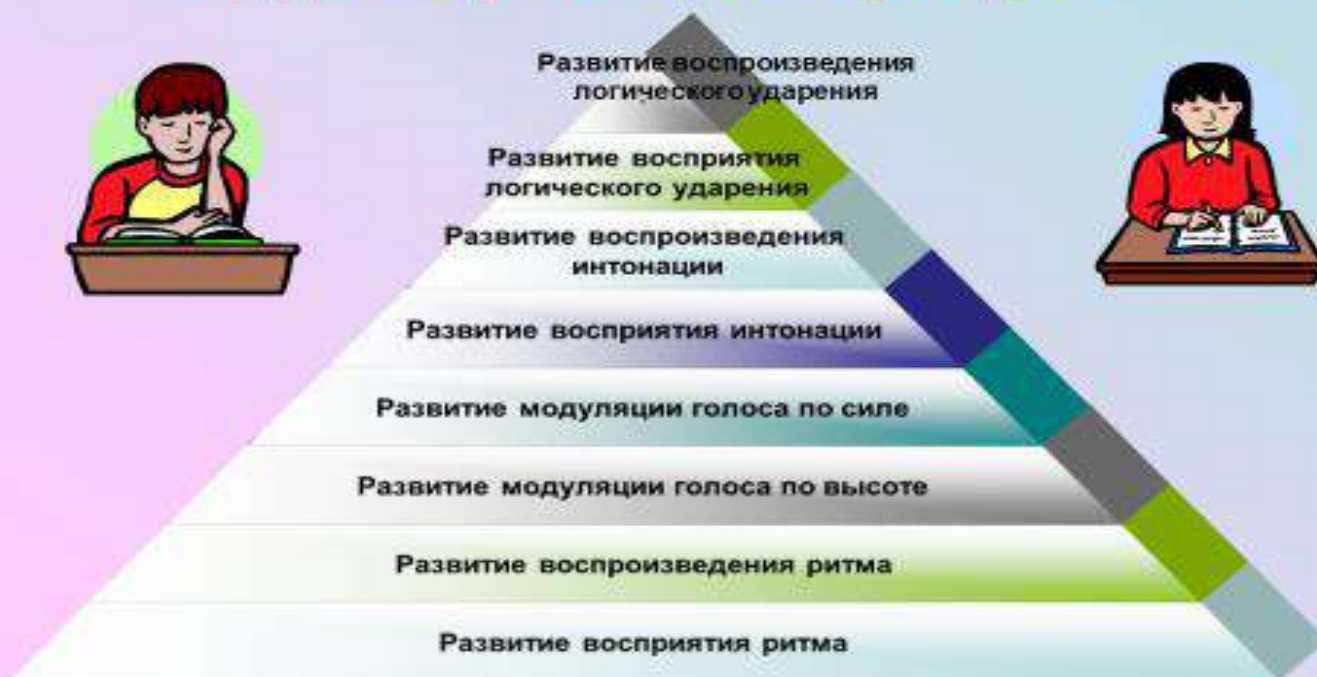 Развитие воспроизведения
логического ударения
Развитие восприятия
логического ударения
Развитие воспроизведения
интонации
Развитие восприятия интонации
Развитие модуляции голоса по силе
Развитие модуляции голоса по высоте
Развитие воспроизведения ритма
Развитие восприятия ритма